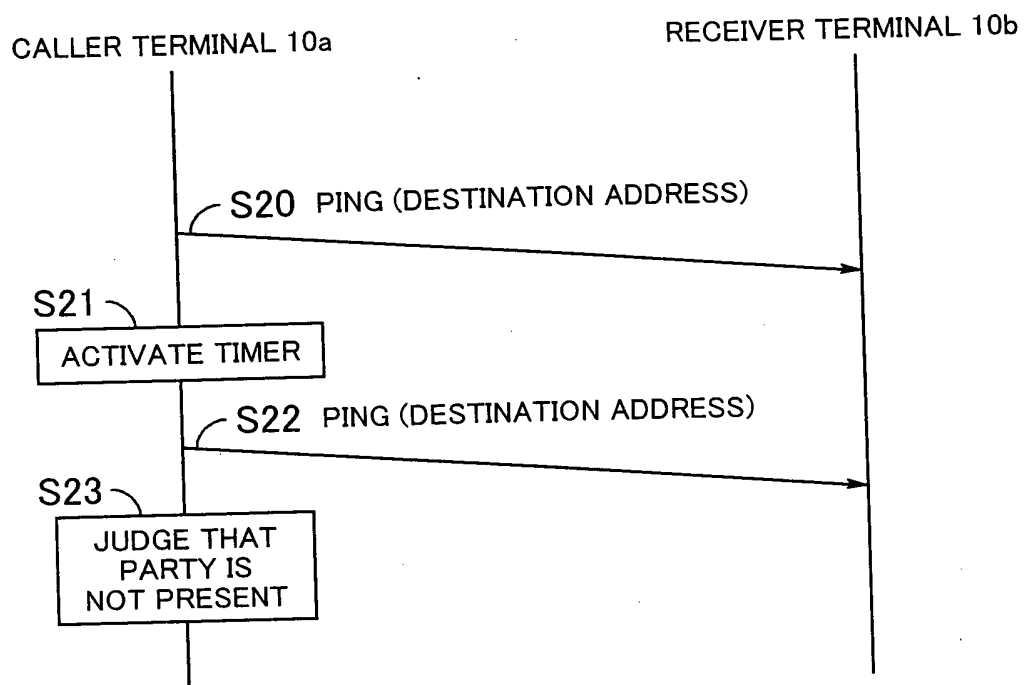 CALLER TERMINAL 10a
RECEIVER TERMINAL 10b
S20 PING (DESTINATION ADDRESS)
S21
ACTIVATE TIMER
S22 PING (DESTINATION ADDRESS)
S23
JUDGE THAT
PARTY IS
NOT PRESENT